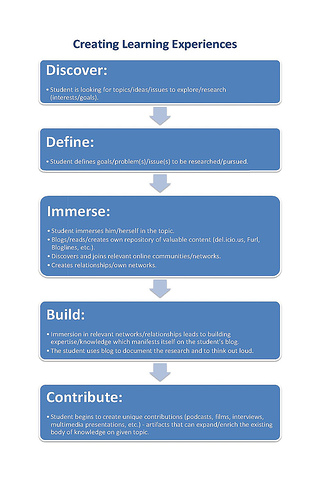 Creating Learning Experiences
Discover:
• Student is looking for topics/ideas/issues to explore/research
(interests/goals).
Define:
• Student defines goals/problem(s)/issue(s) to be researched/pursued.
Immerse:
• Student immerses him/herself in the topic.
• Blogs/reads/creates own repository of valuable content (del.icio.us, Furl,
Bloglines, etc.)
• Discovers and joins relevant online communities/networks.
• Creates relationships/own networks.
Build:
• Immersion in relevant networks/relationships leads to building
expertise/knowledge which manifests itself on the student's blog.
• The student uses blog to document the research and to think out loud.
Contribute:
• Student begins to create unique contributions (podcasts, films, interviews,
multimedia presentations, etc.) - artifacts that can expand/enrich the existing
body of knowledge on given topic.